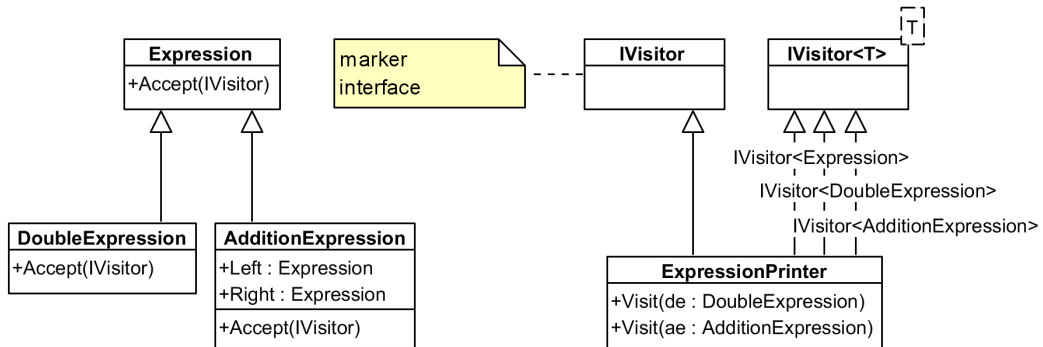 Expression
+Accept(IVisitor)
marker
interface
IVisitor
IVisitor<T>
T
IVisitor<Expression>
IVisitor<DoubleExpression>
IVisitor<AdditionExpression>
DoubleExpression
+Accept(IVisitor)
AdditionExpression
+Left : Expression
+Right : Expression
+Accept(IVisitor)
ExpressionPrinter
+Visit(de : DoubleExpression)
+Visit(ae : AdditionExpression)